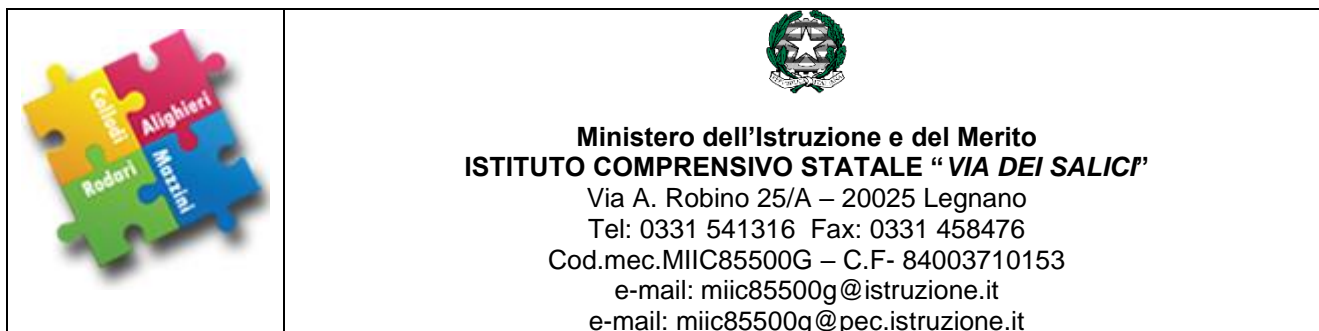 Collodi
Alighieri
Rodari
Mazzini
Ministero dell’Istruzione e del Merito
ISTITUTO COMPRENSIVO STATALE “VIA DEI SALICI”
Via A. Robino 25/A – 20025 Legnano
Tel: 0331 541316 Fax: 0331 458476
Cod.mec.MIIC85500G – C.F- 84003710153
e-mail: miic85500g@istruzione.it
e-mail: miic85500g@pec.istruzione.it